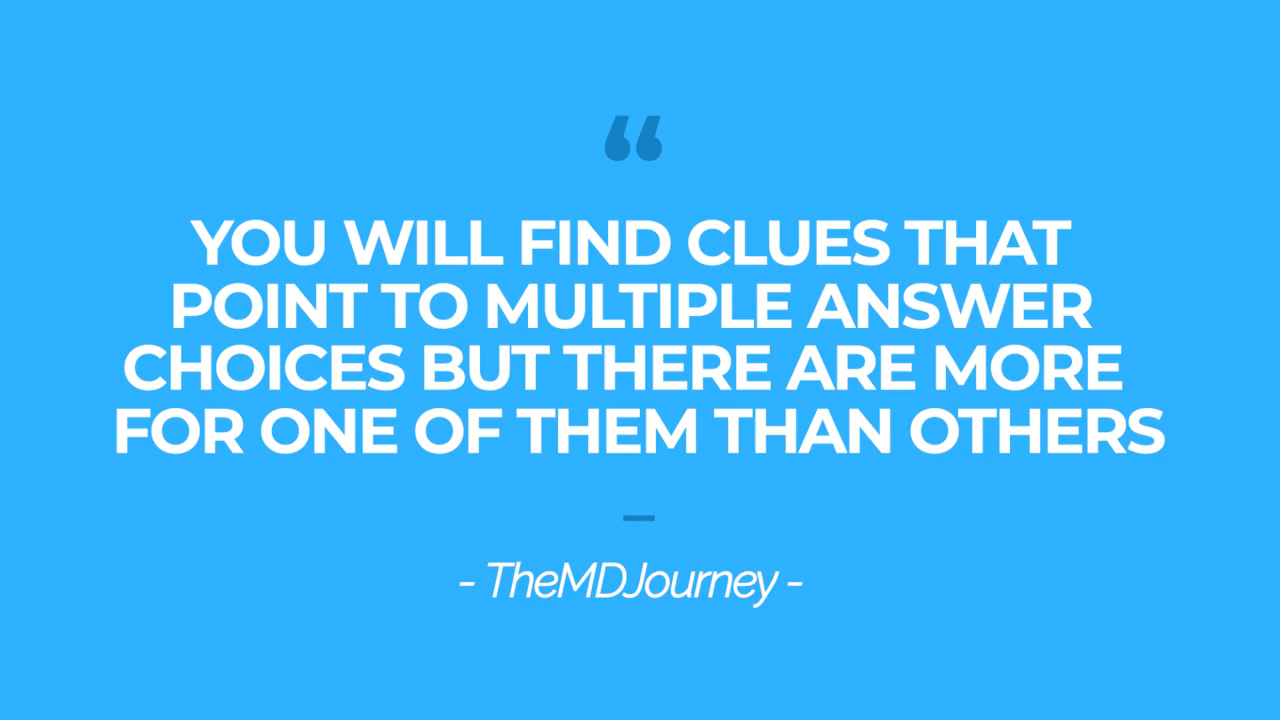 “
YOU WILL FIND CLUES THAT
POINT TO MULTIPLE ANSWER
CHOICES BUT THERE ARE MORE
FOR ONE OF THEM THAN OTHERS
–
- TheMDJourney -